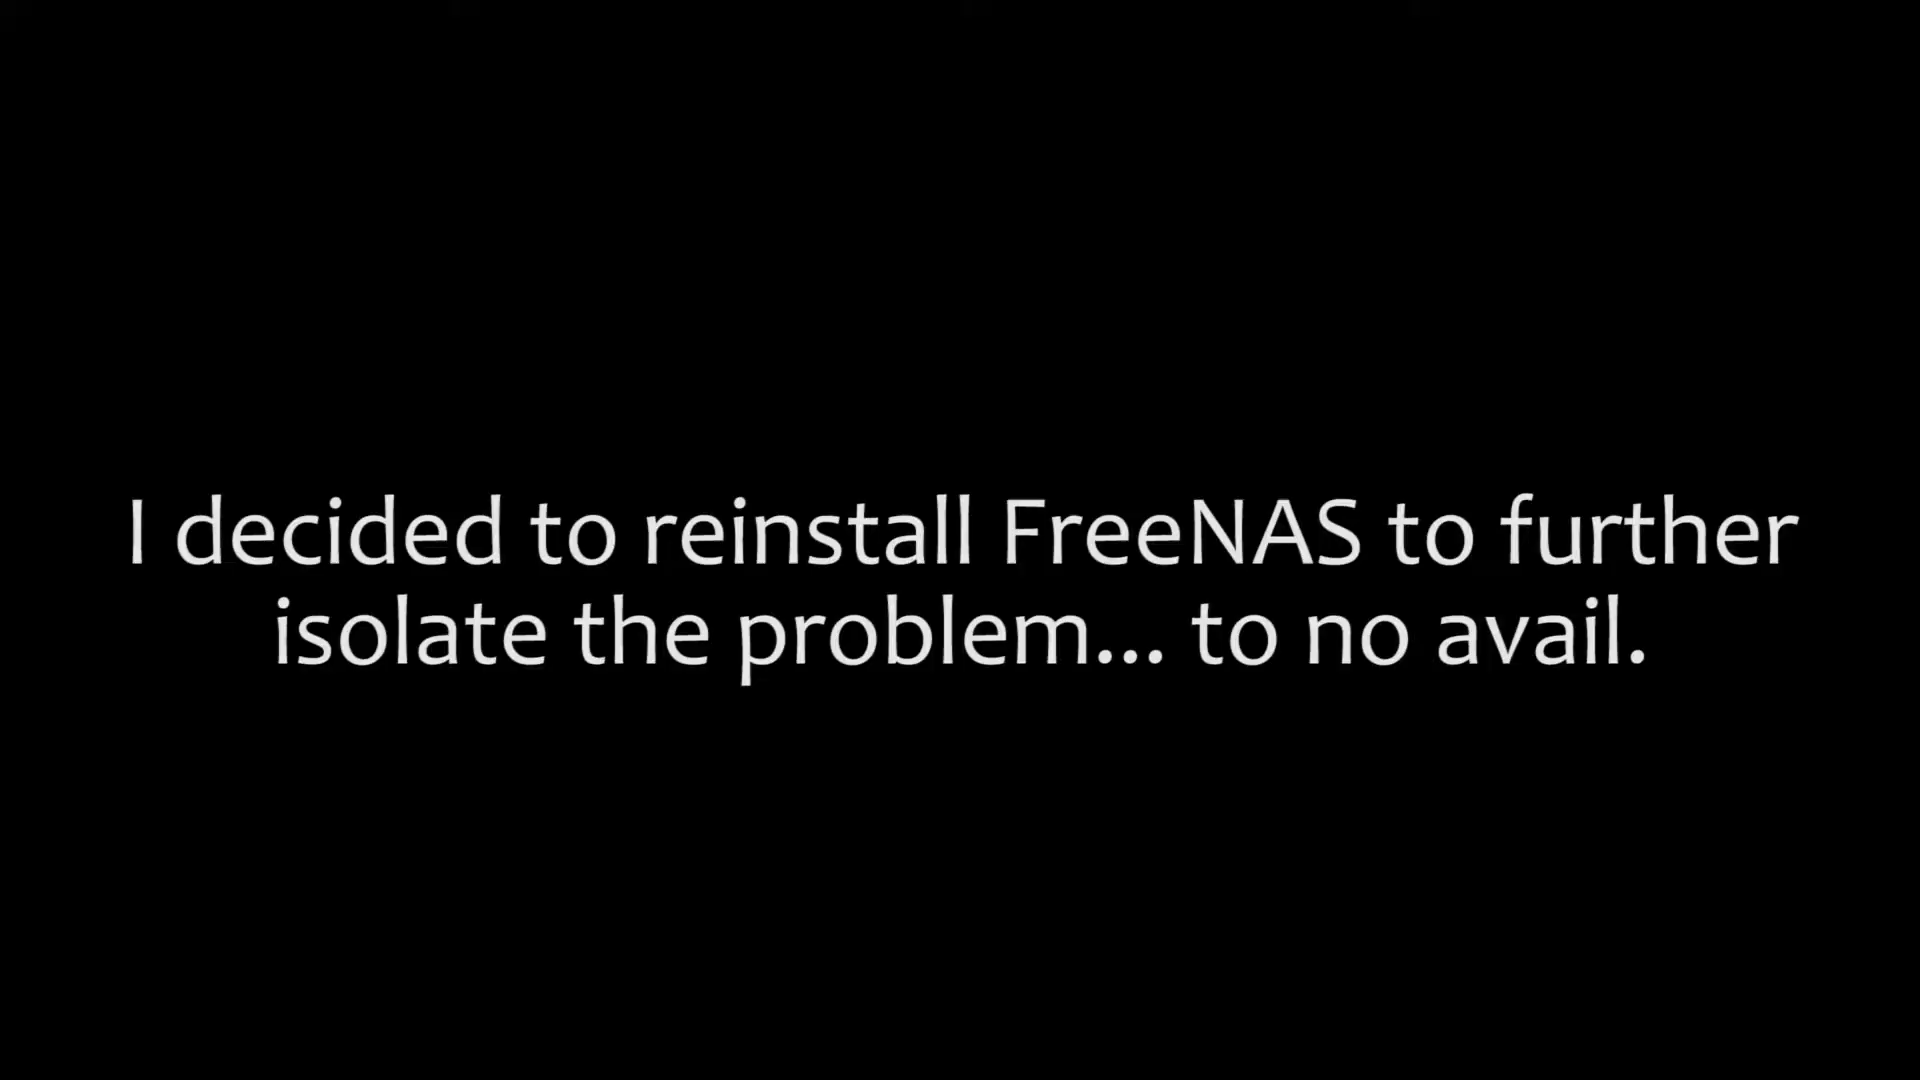 I decided to reinstall FreeNAS to further
isolate the problem... to no avail.